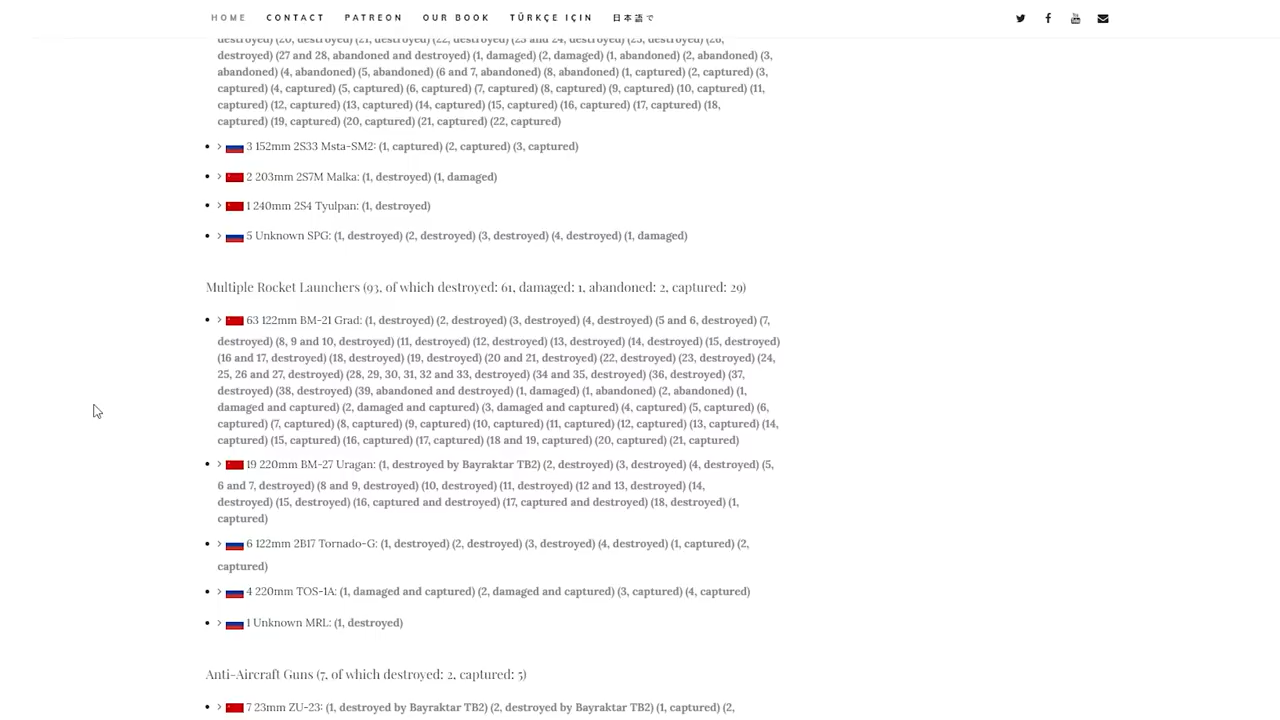 HOME CONTACT PATREON OUR BOOK TÜRKÇE IÇIN 日本語で
destroyed) (20, destroyed) (21, destroyed) (22, destroyed) (23 and 24, destroyed) (25, destroyed) (26,
destroyed) (27 and 28, abandoned and destroyed) (1, damaged) (2, damaged) (1, abandoned) (2, abandoned) (3,
abandoned) (4, abandoned) (5, abandoned) (6 and 7, abandoned) (8, abandoned) (1, captured) (2, captured) (3,
captured) (4, captured) (5, captured) (6, captured) (7, captured) (8, captured) (9, captured) (10, captured) (11,
captured) (12, captured) (13, captured) (14, captured) (15, captured) (16, captured) (17, captured) (18,
captured) (19, captured) (20, captured) (21, captured) (22, captured)
3 152mm 2S33 Msta-SM2: (1, captured) (2, captured) (3, captured)
2 203mm 2S7M Malka: (1, destroyed) (1, damaged)
1 240mm 2S4 Tyulpan: (1, destroyed)
5 Unknown SPG: (1, destroyed) (2, destroyed) (3, destroyed) (4, destroyed) (1, damaged)
Multiple Rocket Launchers (93, of which destroyed: 61, damaged: 1, abandoned: 2, captured: 29)
63 122mm BM-21 Grad: (1, destroyed) (2, destroyed) (3, destroyed) (4, destroyed) (5 and 6, destroyed) (7,
destroyed) (8, 9 and 10, destroyed) (11, destroyed) (12, destroyed) (13, destroyed) (14, destroyed) (15, destroyed)
(16 and 17, destroyed) (18, destroyed) (19, destroyed) (20 and 21, destroyed) (22, destroyed) (23, destroyed) (24,
25, 26 and 27, destroyed) (28, 29, 30, 31, 32 and 33, destroyed) (34 and 35, destroyed) (36, destroyed) (37,
destroyed) (38, destroyed) (39, abandoned and destroyed) (1, damaged) (1, abandoned) (2, abandoned) (1,
damaged and captured) (2, damaged and captured) (3, damaged and captured) (4, captured) (5, captured) (6,
captured) (7, captured) (8, captured) (9, captured) (10, captured) (11, captured) (12, captured) (13, captured) (14,
captured) (15, captured) (16, captured) (17, captured) (18 and 19, captured) (20, captured) (21, captured)
19 220mm BM-27 Uragan: (1, destroyed by Bayraktar TB2) (2, destroyed) (3, destroyed) (4, destroyed) (5,
6 and 7, destroyed) (8 and 9, destroyed) (10, destroyed) (11, destroyed) (12 and 13, destroyed) (14,
destroyed) (15, destroyed) (16, captured and destroyed) (17, captured and destroyed) (18, destroyed) (1,
captured)
6 122mm 2B17 Tornado-G: (1, destroyed) (2, destroyed) (3, destroyed) (4, destroyed) (1, captured) (2,
captured)
4 220mm TOS-1A: (1, damaged and captured) (2, damaged and captured) (3, captured) (4, captured)
1 Unknown MRL: (1, destroyed)
Anti-Aircraft Guns (7, of which destroyed: 2, captured: 5)
7 23mm ZU-23: (1, destroyed by Bayraktar TB2) (2, destroyed by Bayraktar TB2) (1, captured) (2,